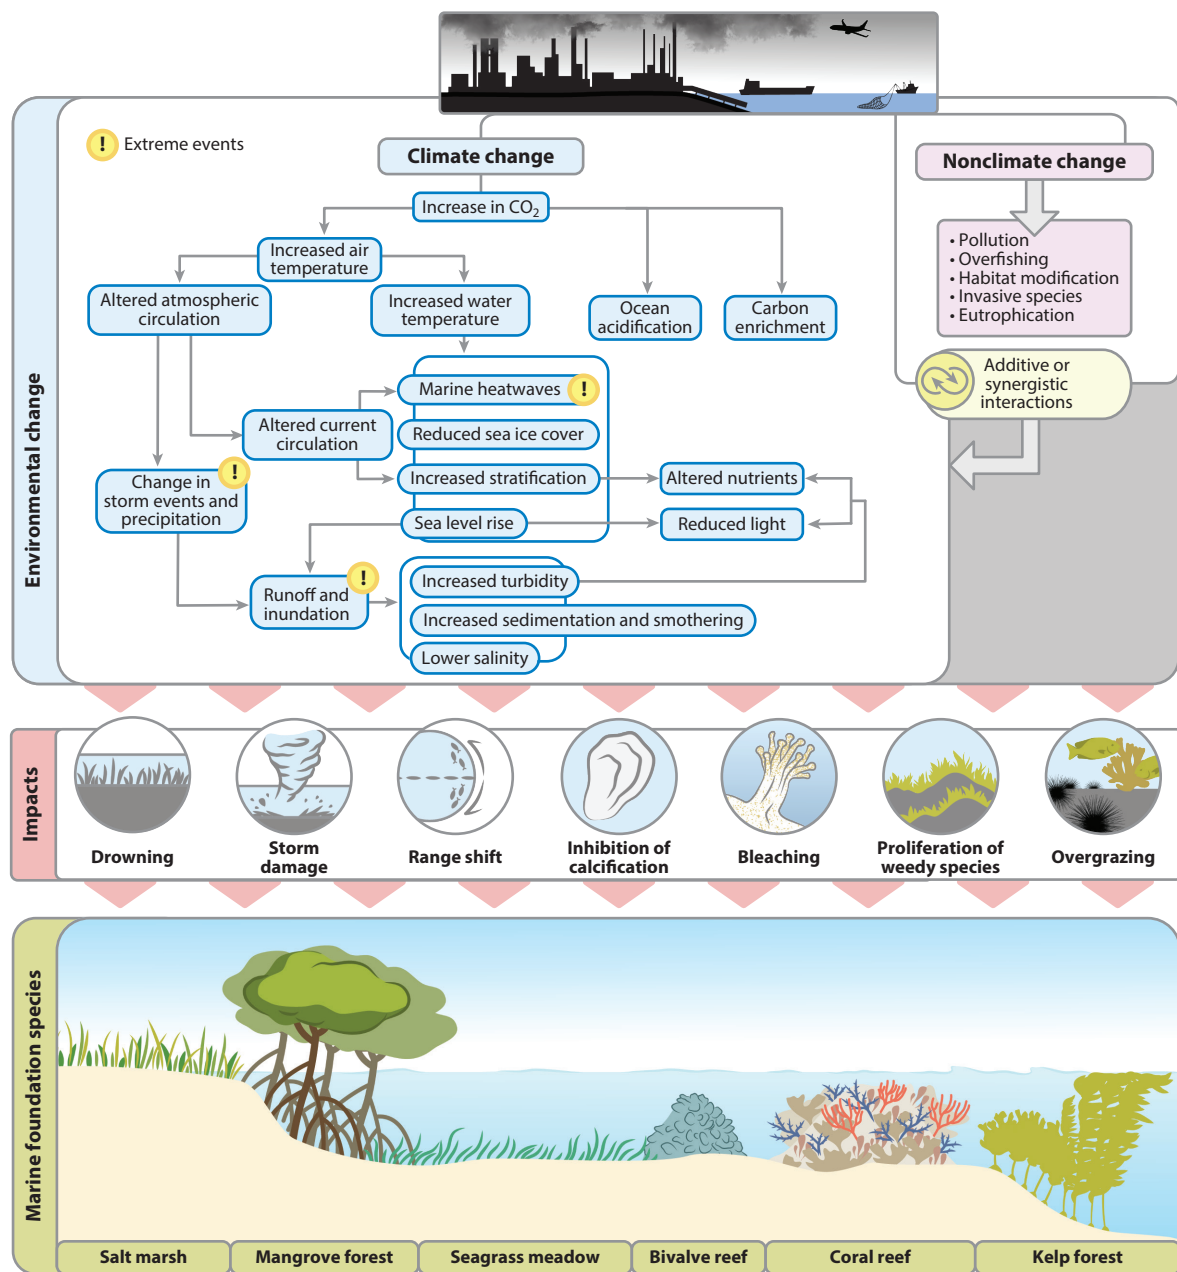 ! Extreme events
Climate change
Nonclimate change
Increase in CO₂
• Pollution
• Overfishing
• Habitat modification
• Invasive species
• Eutrophication
Increased air
temperature
Altered atmospheric
circulation
Increased water
temperature
Ocean
acidification
Carbon
enrichment
Additive or
synergistic
interactions
Marine heatwaves !
Altered current
circulation
Reduced sea ice cover
Change in !
storm events and
precipitation
Increased stratification
Altered nutrients
Sea level rise
Reduced light
Runoff and !
inundation
Increased turbidity
Increased sedimentation and smothering
Lower salinity
Environmental change
Impacts
Drowning
Storm
damage
Range shift
Inhibition of
calcification
Bleaching
Proliferation of
weedy species
Overgrazing
Marine foundation species
Salt marsh
Mangrove forest
Seagrass meadow
Bivalve reef
Coral reef
Kelp forest